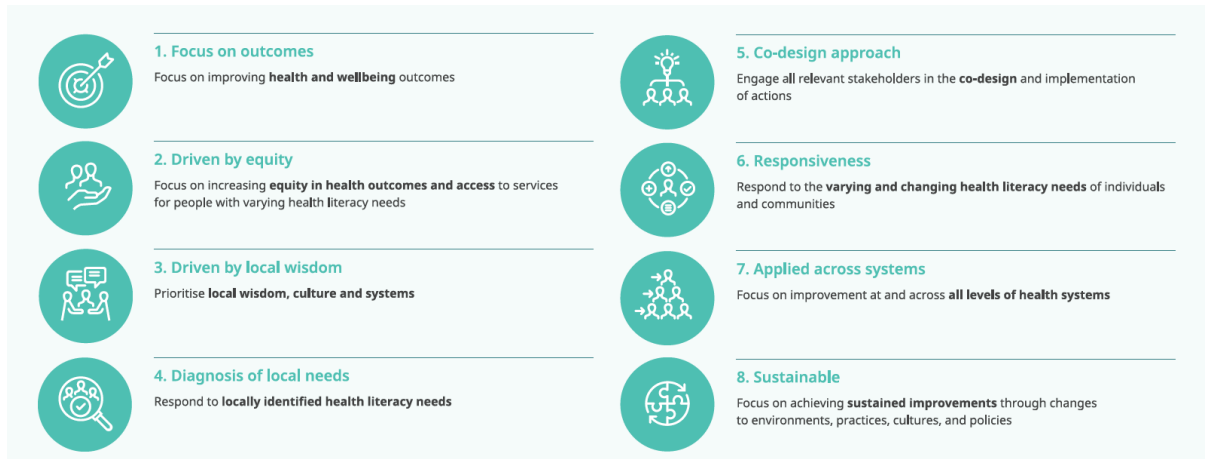 1. Focus on outcomes
Focus on improving health and wellbeing outcomes
2. Driven by equity
Focus on increasing equity in health outcomes and access to services
for people with varying health literacy needs
3. Driven by local wisdom
Prioritise local wisdom, culture and systems
4. Diagnosis of local needs
Respond to locally identified health literacy needs
5. Co-design approach
Engage all relevant stakeholders in the co-design and implementation
of actions
6. Responsiveness
Respond to the varying and changing health literacy needs of individuals
and communities
7. Applied across systems
Focus on improvement at and across all levels of health systems
8. Sustainable
Focus on achieving sustained improvements through changes
to environments, practices, cultures, and policies